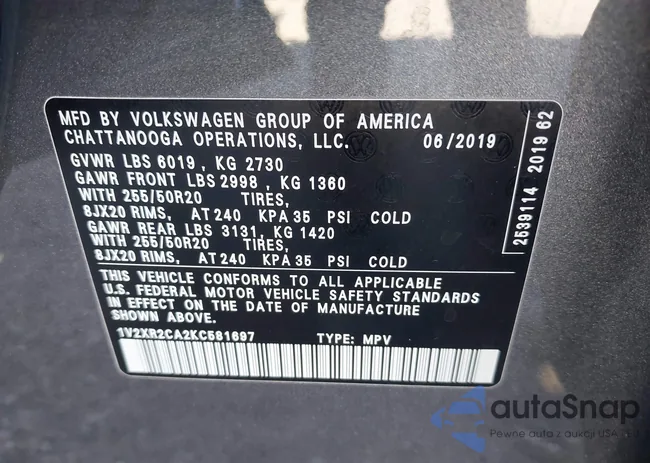 MFD BY VOLKSWAGEN GROUP OF AMERICA
CHATTANOOGA OPERATIONS, LLC. 06/2019
GVWR LBS 6019 , KG 2730
GAWR FRONT LBS 2998 , KG 1360
WITH 255/50R20 TIRES,
8JX20 RIMS, AT 240 KPA 35 PSI COLD
GAWR REAR LBS 3131, KG 1420
WITH 255/50R20 TIRES,
8JX20 RIMS, AT 240 KPA 35 PSI COLD
THIS VEHICLE CONFORMS TO ALL APPLICABLE
U.S. FEDERAL MOTOR VEHICLE SAFETY STANDARDS
IN EFFECT ON THE DATE OF MANUFACTURE
SHOWN ABOVE.
1V2XR2CA2KC581697 TYPE: MPV
2539114 2019 62
autaSnap
Pewne auta z aukcji USA